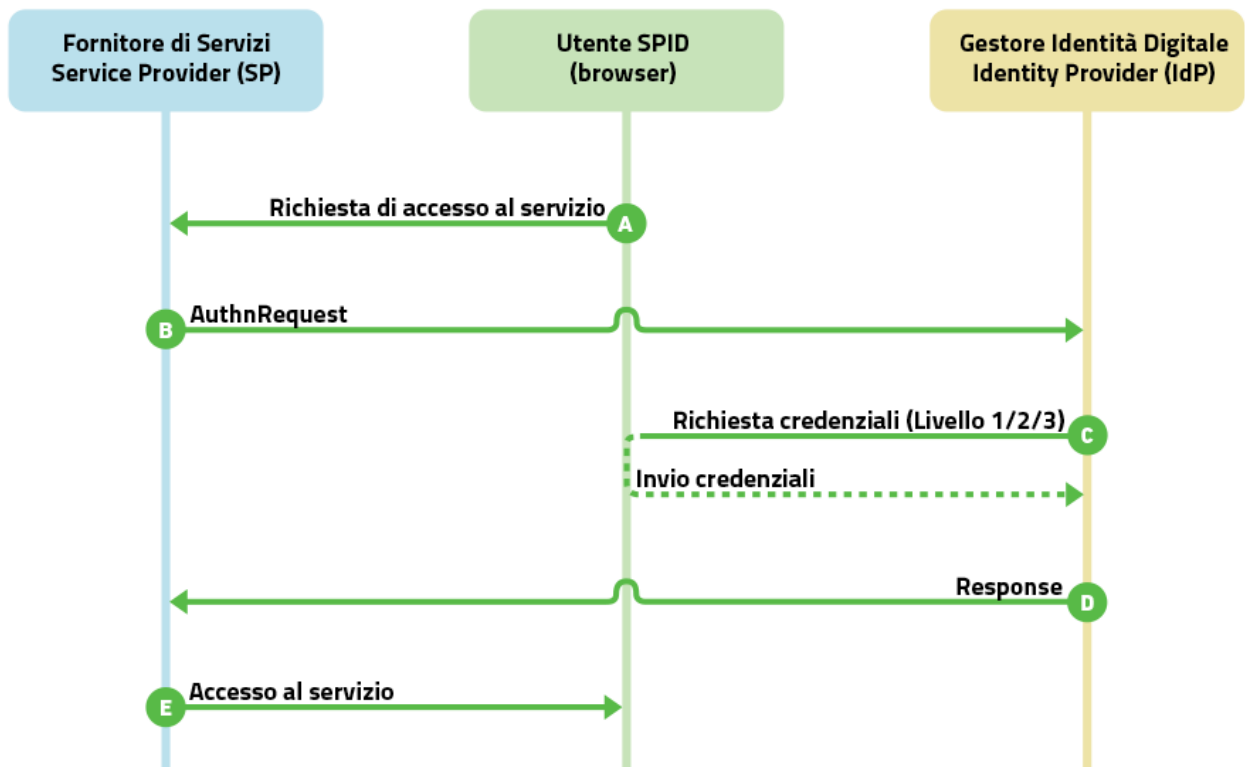 Fornitore di Servizi
Service Provider (SP)
Utente SPID
(browser)
Gestore Identità Digitale
Identity Provider (IdP)
Richiesta di accesso al servizio
A
AuthnRequest
B
Richiesta credenziali (Livello 1/2/3)
C
Invio credenziali
Response
D
Accesso al servizio
E